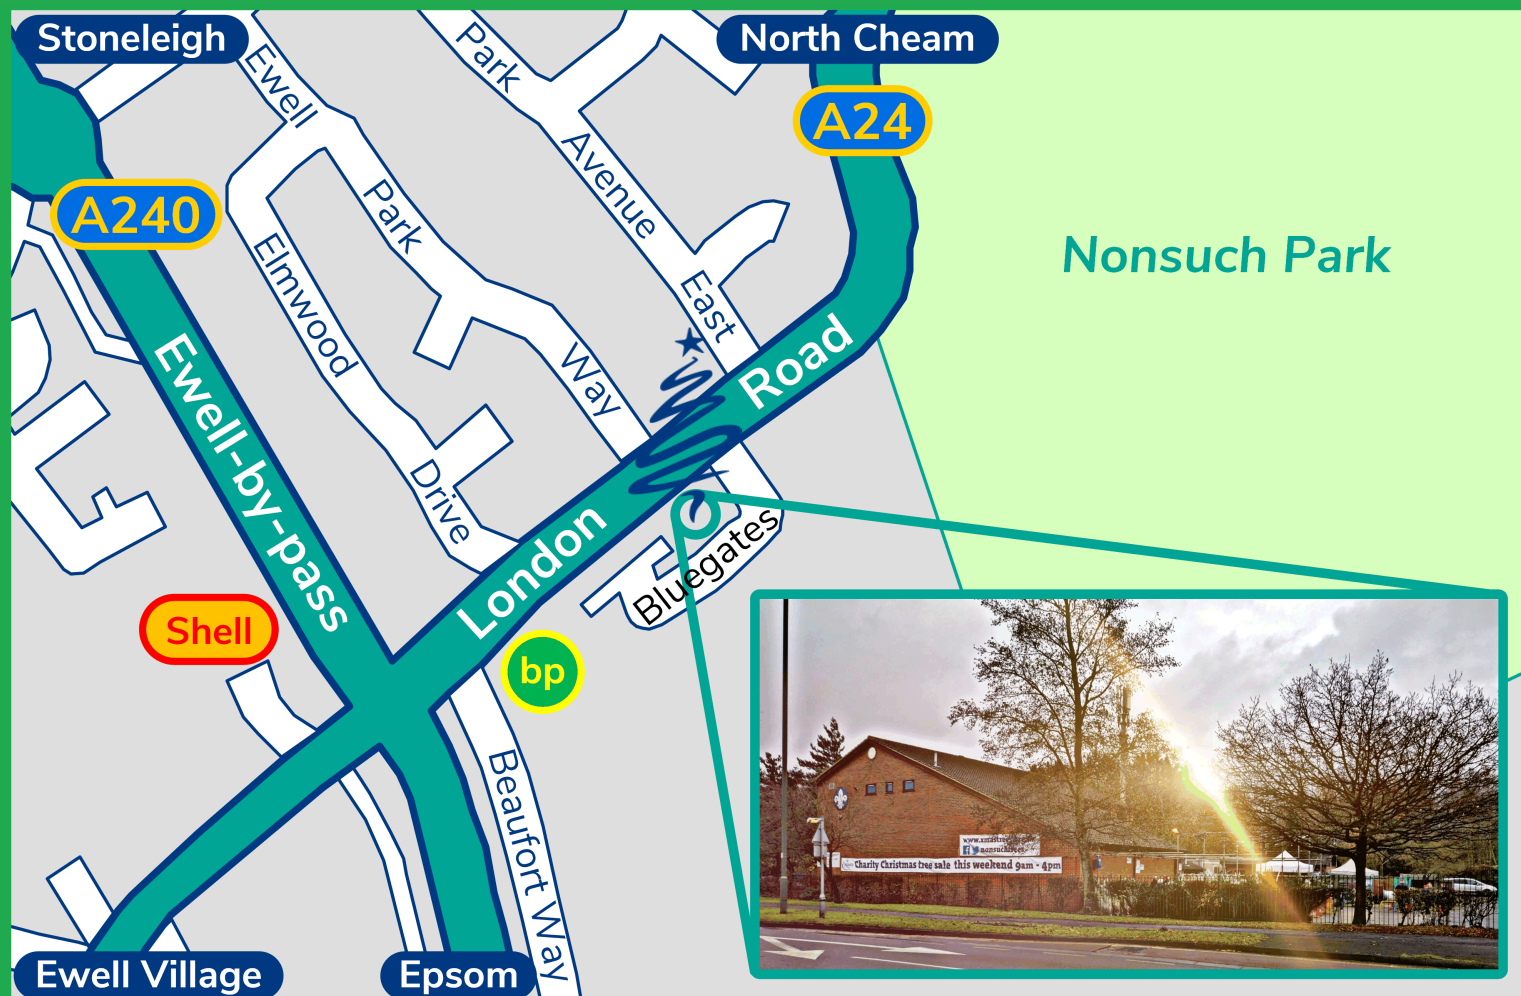 Stoneleigh
North Cheam
A24
A240
Ewell
Park
Way
Park
Avenue
East
Elmwood
Drive
Nonsuch Park
Ewell-by-pass
London Road
Bluegates
Shell
bp
Beaufort Way
Ewell Village
Epsom
Charity Christmas tree sale this weekend 9am - 4pm